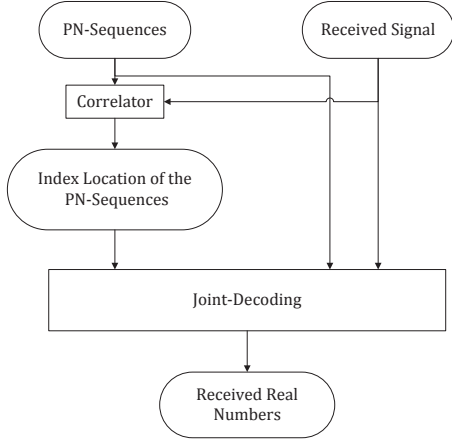 PN-Sequences
Received Signal
Correlator
Index Location of the
PN-Sequences
Joint-Decoding
Received Real
Numbers